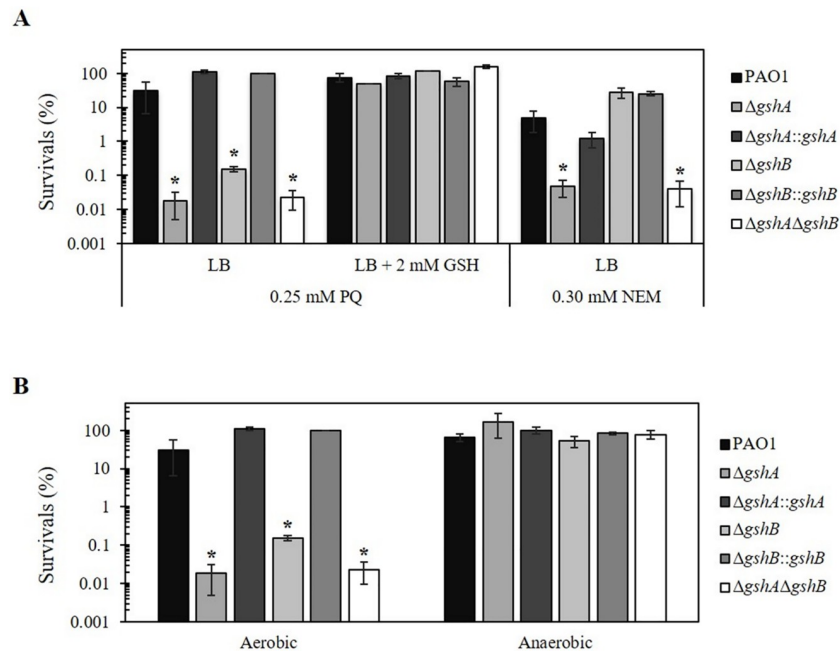 A
Survivals (%)
100
10
1
0.1
0.01
0.001
* * * * *
LB LB + 2 mM GSH LB
0.25 mM PQ 0.30 mM NEM
PAO1
ΔgshA
ΔgshA::gshA
ΔgshB
ΔgshB::gshB
ΔgshAΔgshB
B
Survivals (%)
100
10
1
0.1
0.01
0.001
* * *
Aerobic Anaerobic
PAO1
ΔgshA
ΔgshA::gshA
ΔgshB
ΔgshB::gshB
ΔgshAΔgshB